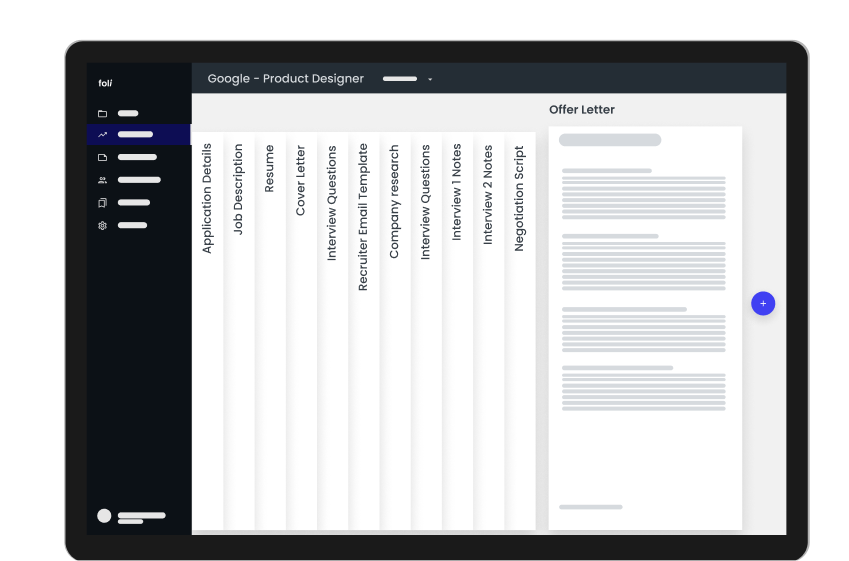 foli
Google - Product Designer
Offer Letter
Application Details
Job Description
Resume
Cover Letter
Interview Questions
Recruiter Email Template
Company research
Interview Questions
Interview 1 Notes
Interview 2 Notes
Negotiation Script